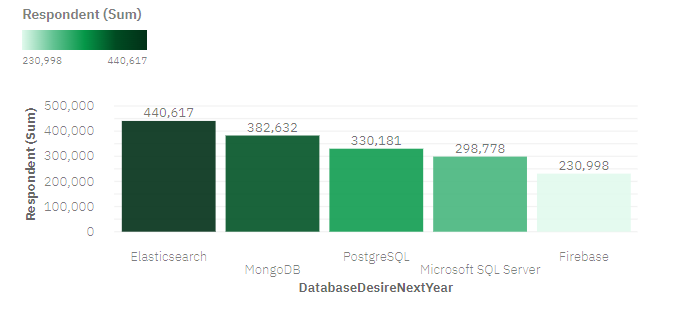 Respondent (Sum)
230,998 440,617
Respondent (Sum)
500,000
400,000
300,000
200,000
100,000
0
440,617
382,632
330,181
298,778
230,998
Elasticsearch
MongoDB
PostgreSQL
Microsoft SQL Server
Firebase
DatabaseDesireNextYear